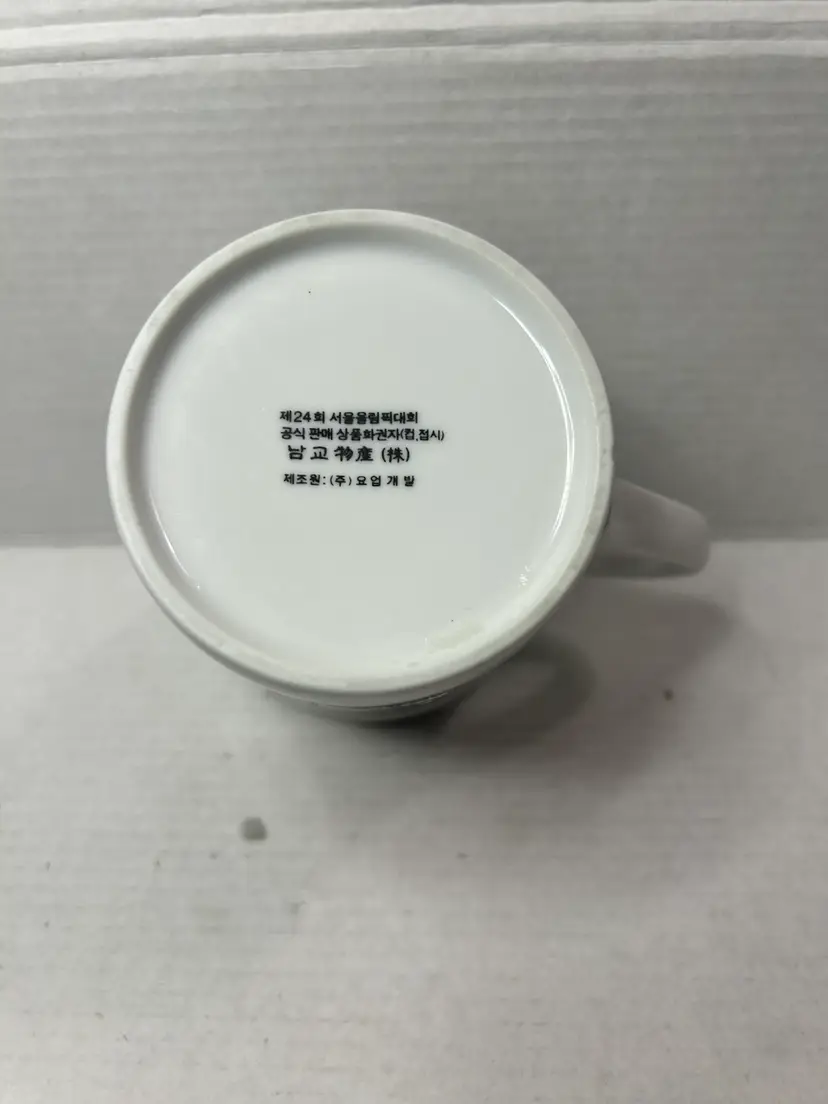 제24회 서울올림픽대회
공식 판매 상품화권자(컵,접시)
남교物産(株)
제조원:(주)요업개발